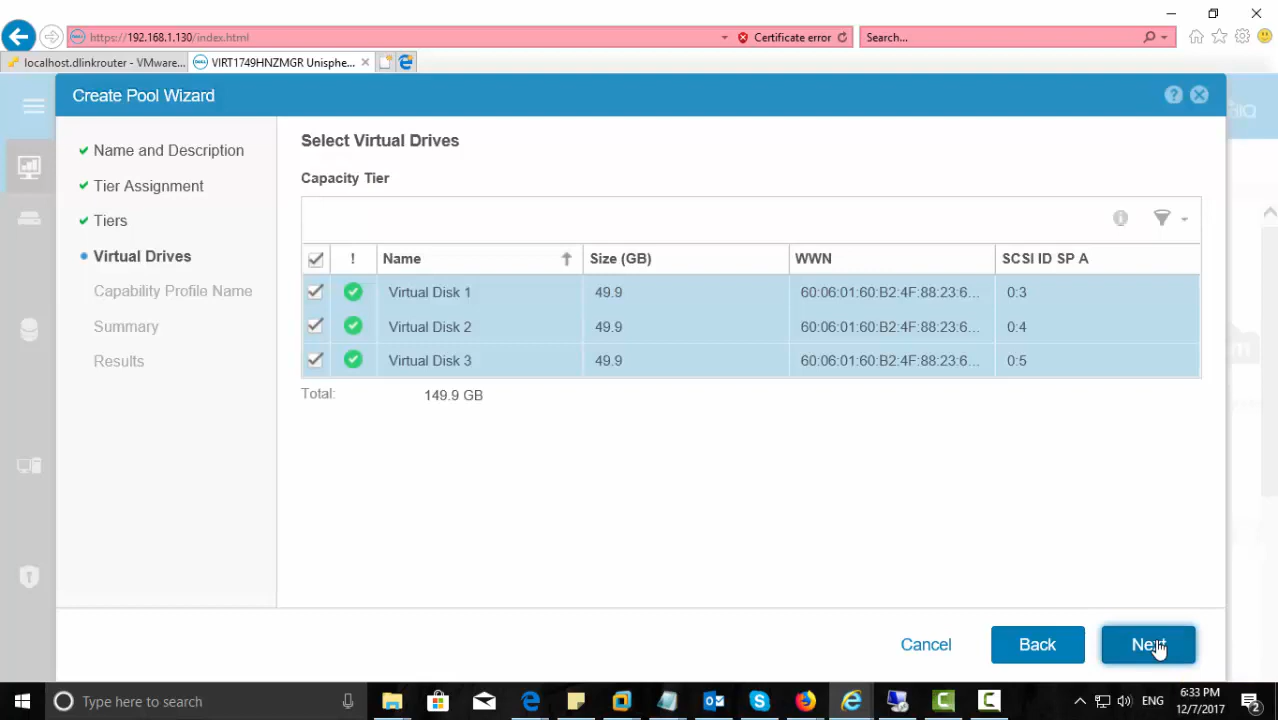 https://192.168.1.130/index.html
Certificate error
Search...
localhost.dlinkrouter - VMware...
VIRT1749HNZMGR Unisphe...
Create Pool Wizard
Name and Description
Tier Assignment
Tiers
Virtual Drives
Capability Profile Name
Summary
Results
Select Virtual Drives
Capacity Tier
! Name Size (GB) WWN SCSI ID SP A
Virtual Disk 1 49.9 60:06:01:60:B2:4F:88:23:6... 0:3
Virtual Disk 2 49.9 60:06:01:60:B2:4F:88:23:6... 0:4
Virtual Disk 3 49.9 60:06:01:60:B2:4F:88:23:6... 0:5
Total: 149.9 GB
Cancel
Back
Next
Type here to search
ENG
6:33 PM
12/7/2017
2